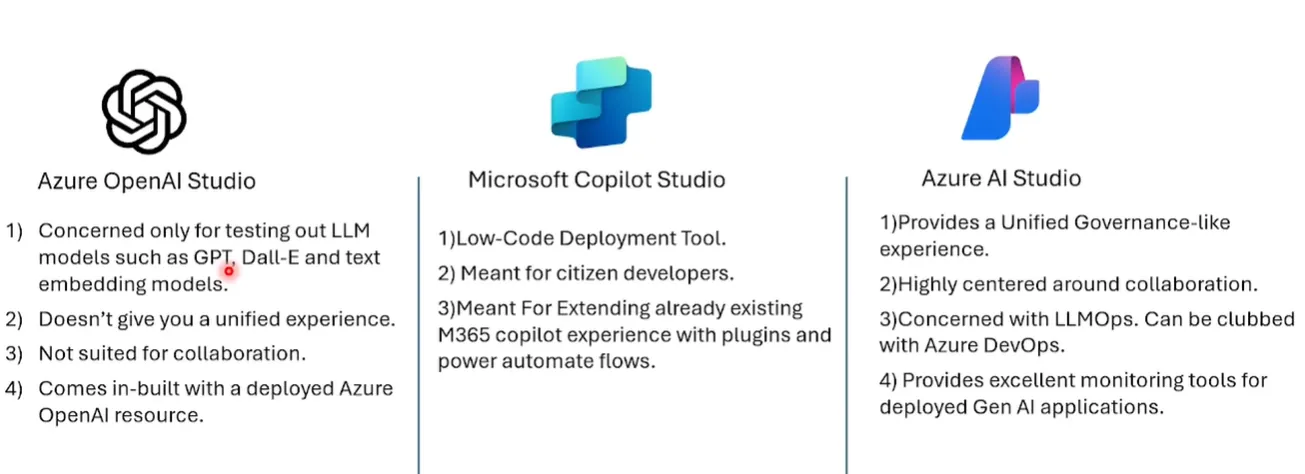 Azure OpenAI Studio
1) Concerned only for testing out LLM
models such as GPT, Dall-E and text
embedding models.
2) Doesn't give you a unified experience.
3) Not suited for collaboration.
4) Comes in-built with a deployed Azure
OpenAI resource.
Microsoft Copilot Studio
1)Low-Code Deployment Tool.
2) Meant for citizen developers.
3)Meant For Extending already existing
M365 copilot experience with plugins and
power automate flows.
Azure AI Studio
1)Provides a Unified Governance-like
experience.
2)Highly centered around collaboration.
3)Concerned with LLMOps. Can be clubbed
with Azure DevOps.
4) Provides excellent monitoring tools for
deployed Gen AI applications.